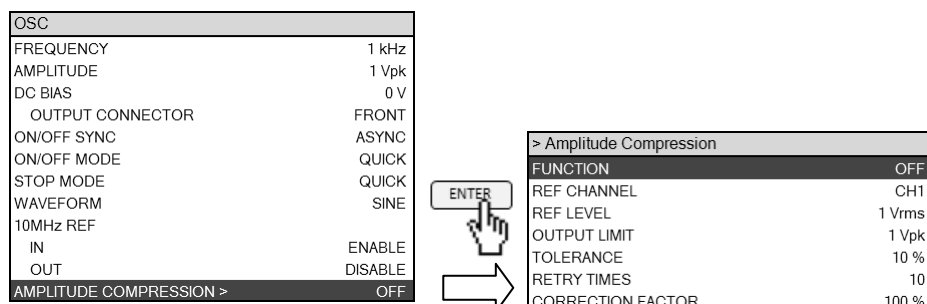 OSC
FREQUENCY 1 kHz
AMPLITUDE 1 Vpk
DC BIAS 0 V
OUTPUT CONNECTOR FRONT
ON/OFF SYNC ASYNC
ON/OFF MODE QUICK
STOP MODE QUICK
WAVEFORM SINE
10MHz REF
IN ENABLE
OUT DISABLE
AMPLITUDE COMPRESSION > OFF
ENTER
> Amplitude Compression
FUNCTION OFF
REF CHANNEL CH1
REF LEVEL 1 Vrms
OUTPUT LIMIT 1 Vpk
TOLERANCE 10 %
RETRY TIMES 10
CORRECTION FACTOR 100 %